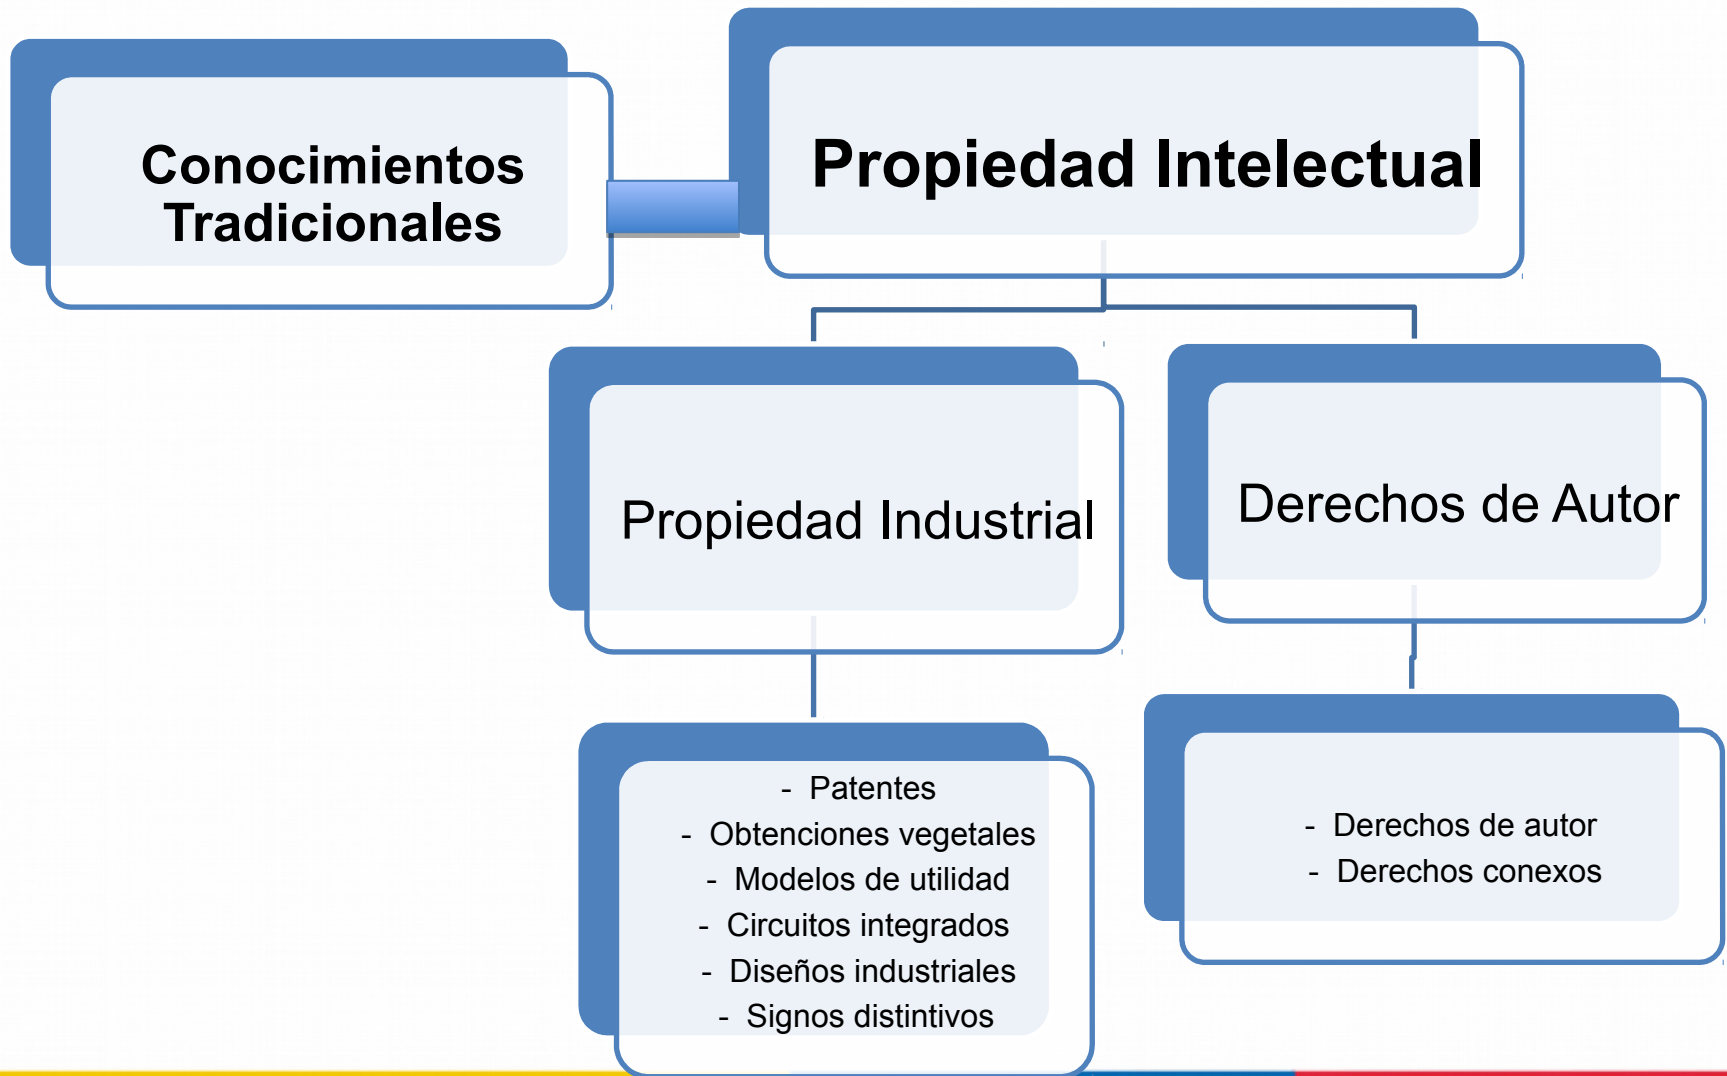 Conocimientos
Tradicionales
Propiedad Intelectual
Propiedad Industrial
Derechos de Autor
- Patentes
- Obtenciones vegetales
- Modelos de utilidad
- Circuitos integrados
- Diseños industriales
- Signos distintivos
- Derechos de autor
- Derechos conexos